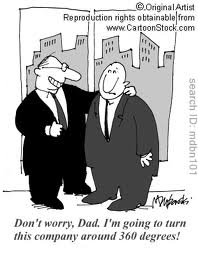 ©Original Artist
Reproduction rights obtainable from
www.CartoonStock.com
search ID: mdbn101
Don't worry, Dad. I'm going to turn
this company around 360 degrees!